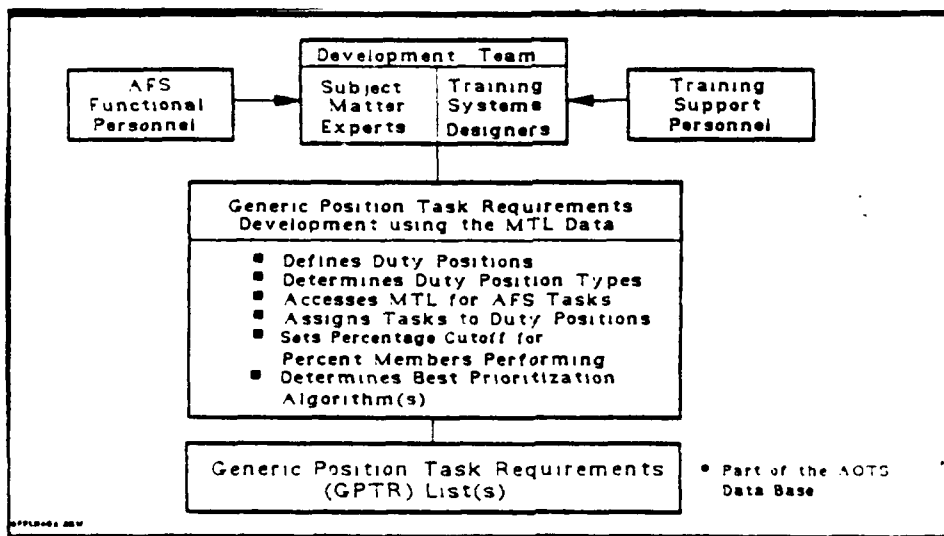 Development Team
AFS
Functional
Personnel
Subject
Matter
Experts
Training
Systems
Designers
Training
Support
Personnel
Generic Position Task Requirements
Development using the MTL Data
■ Defines Duty Positions
■ Determines Duty Position Types
■ Accesses MTL for AFS Tasks
■ Assigns Tasks to Duty Positions
■ Sets Percentage Cutoff for
Percent Members Performing
■ Determines Best Prioritization
Algorithm(s)
Generic Position Task Requirements
(GPTR) List(s)
• Part of the AOTS
Data Base